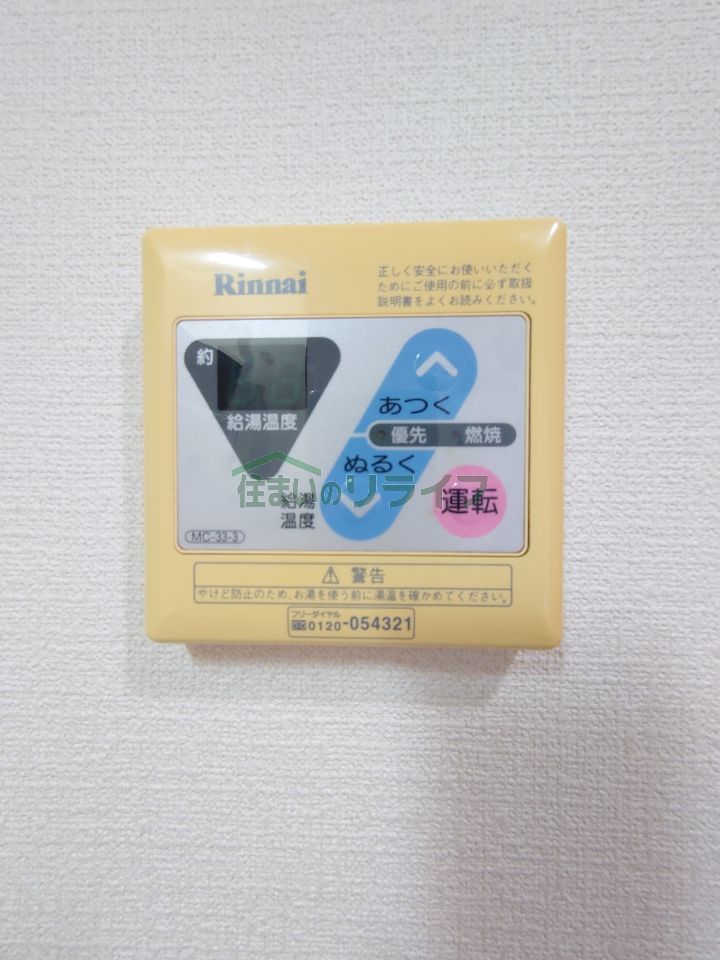 Rinnai
正しく安全にお使いいただく
ためにご使用の前に必ず取扱
説明書をよくお読みください。
約
給湯温度
あつく
優先 燃焼
ぬるく
給湯
温度
運転
住まいのリライフ
MC-33-3
⚠ 警告
やけど防止のため、お湯を使う前に湯温を確かめてください。
フリーダイヤル
0120-054321